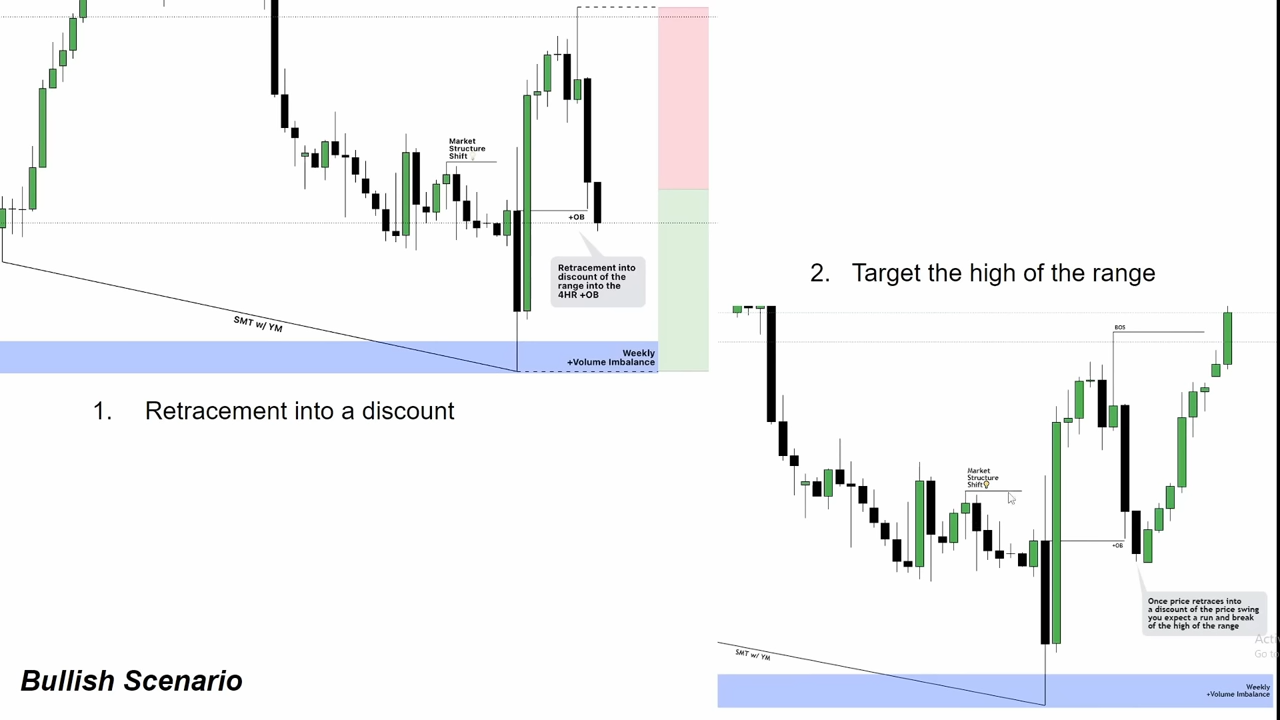 Market
Structure
Shift
+OB
Retracement into
discount of the
range into the
4HR +OB
SMT w/ YM
Weekly
+Volume Imbalance
1. Retracement into a discount
2. Target the high of the range
BOS
Market
Structure
Shift
+OB
Once price retraces into
a discount of the price swing
you expect a run and break
of the high of the range
SMT w/ YM
Weekly
+Volume Imbalance
Go to
Bullish Scenario